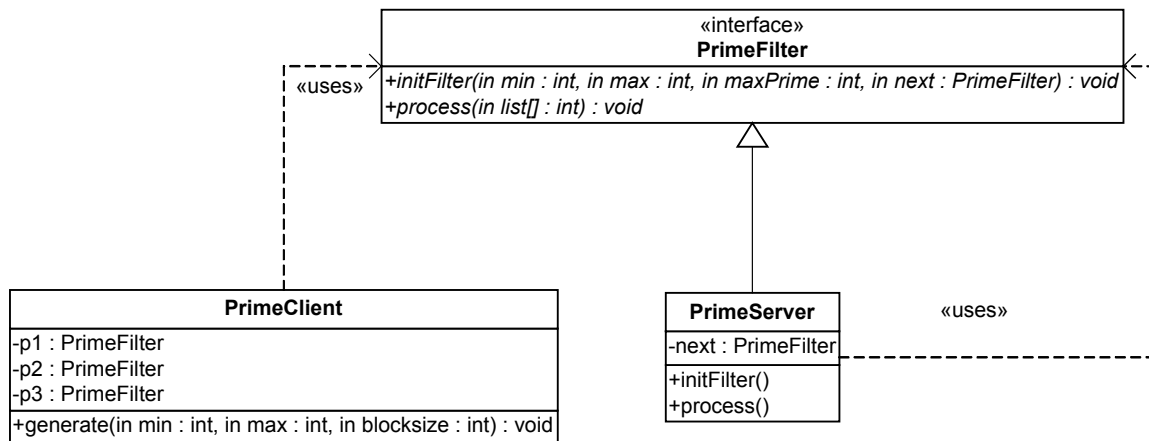 «interface»
PrimeFilter
+initFilter(in min : int, in max : int, in maxPrime : int, in next : PrimeFilter) : void
+process(in list[] : int) : void
«uses»
PrimeClient
-p1 : PrimeFilter
-p2 : PrimeFilter
-p3 : PrimeFilter
+generate(in min : int, in max : int, in blocksize : int) : void
PrimeServer
-next : PrimeFilter
+initFilter()
+process()
«uses»